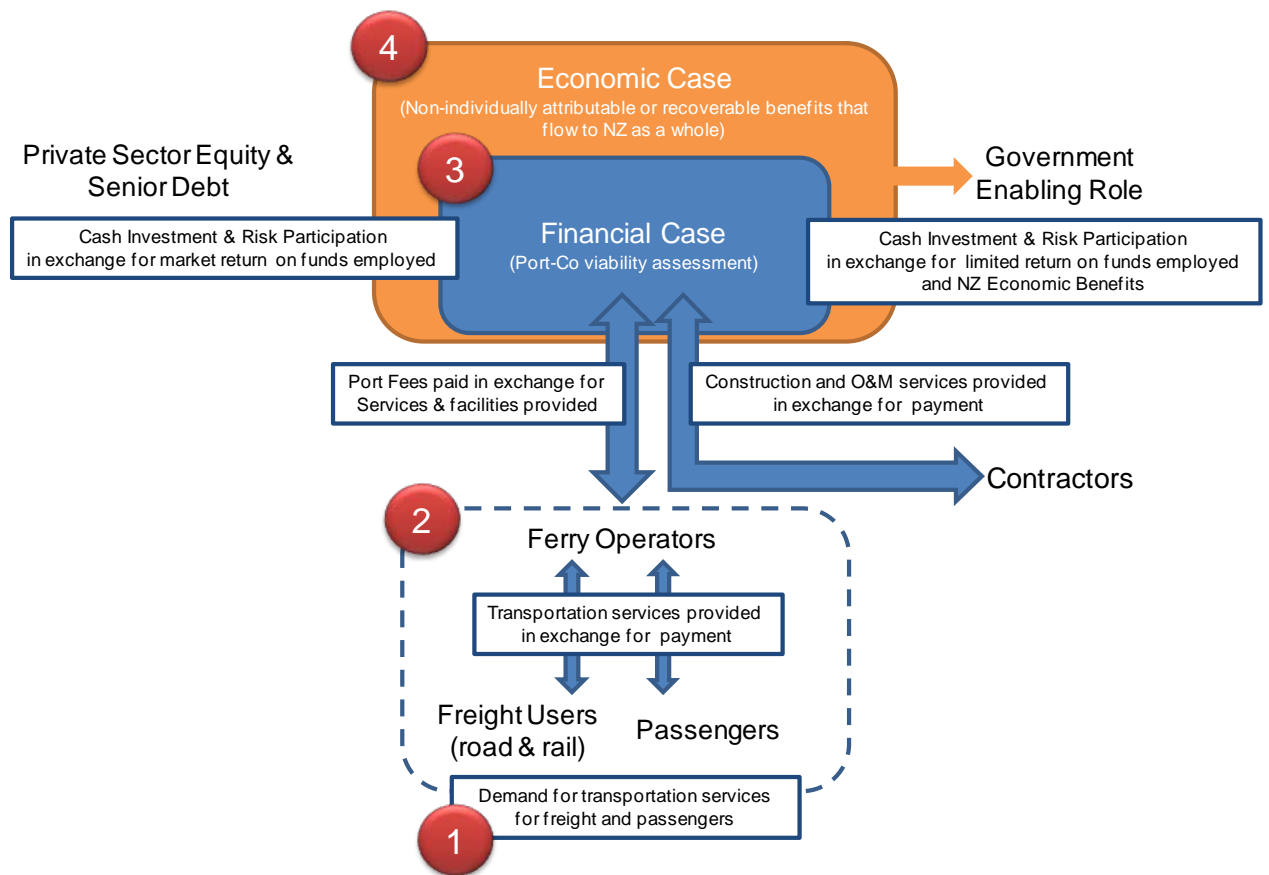 4
Economic Case
(Non-individually attributable or recoverable benefits that
flow to NZ as a whole)
Private Sector Equity &
Senior Debt
3
Government
Enabling Role
Cash Investment & Risk Participation
in exchange for market return on funds employed
Financial Case
(Port-Co viability assessment)
Cash Investment & Risk Participation
in exchange for limited return on funds employed
and NZ Economic Benefits
Port Fees paid in exchange for
Services & facilities provided
Construction and O&M services provided
in exchange for payment
Contractors
2
Ferry Operators
Transportation services provided
in exchange for payment
Freight Users
(road & rail)
Passengers
Demand for transportation services
for freight and passengers
1